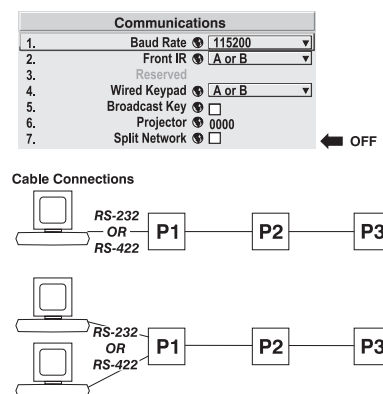 Communications
1. Baud Rate 115200
2. Front IR A or B
3. Reserved
4. Wired Keypad A or B
5. Broadcast Key
6. Projector 0000
7. Split Network
OFF
Cable Connections
RS-232
OR
RS-422
P1 P2 P3
RS-232
OR
RS-422
P1 P2 P3